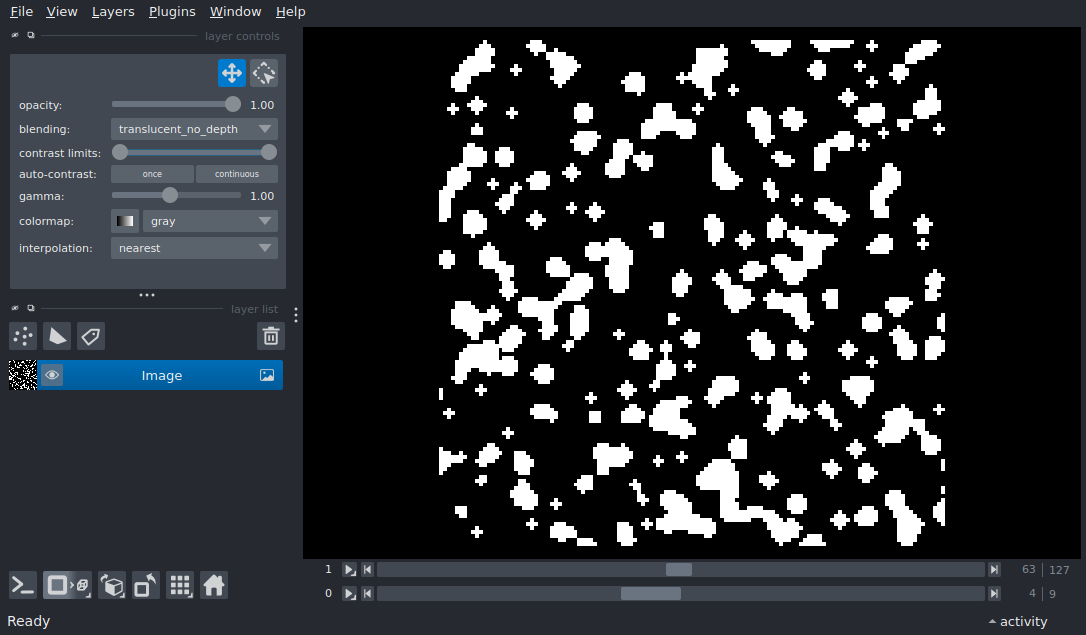 File View Layers Plugins Window Help
layer controls
opacity: 1.00
blending: translucent_no_depth
contrast limits:
auto-contrast: once continuous
gamma: 1.00
colormap: gray
interpolation: nearest
layer list
Image
1 63 127
0 4 9
Ready activity